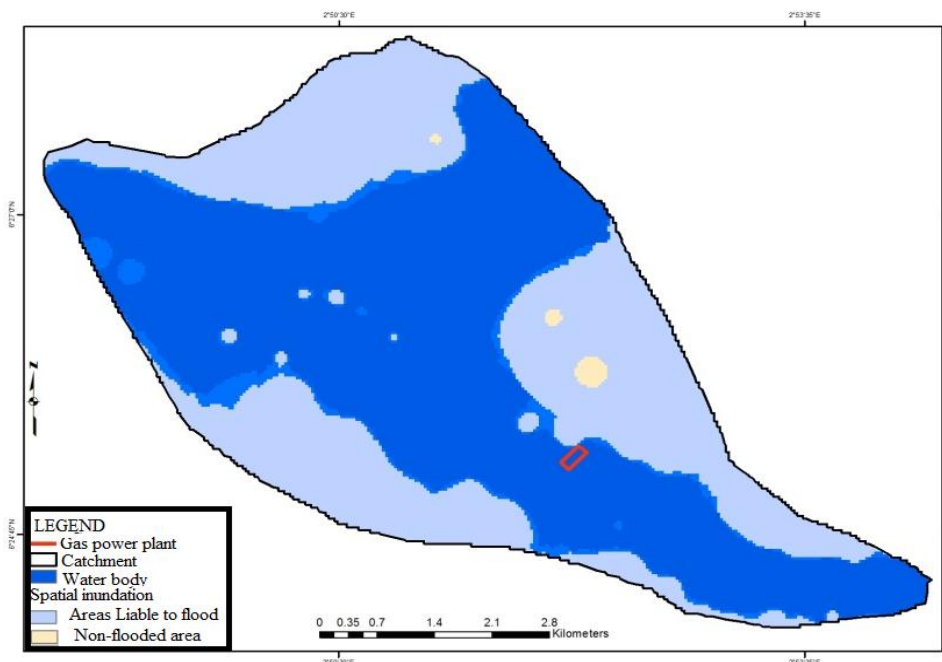 2°50'30"E
2°53'35"E
6°27'0"N
6°24'45"N
LEGEND
Gas power plant
Catchment
Water body
Spatial inundation
Areas Liable to flood
Non-flooded area
0 0.35 0.7 1.4 2.1 2.8
Kilometers